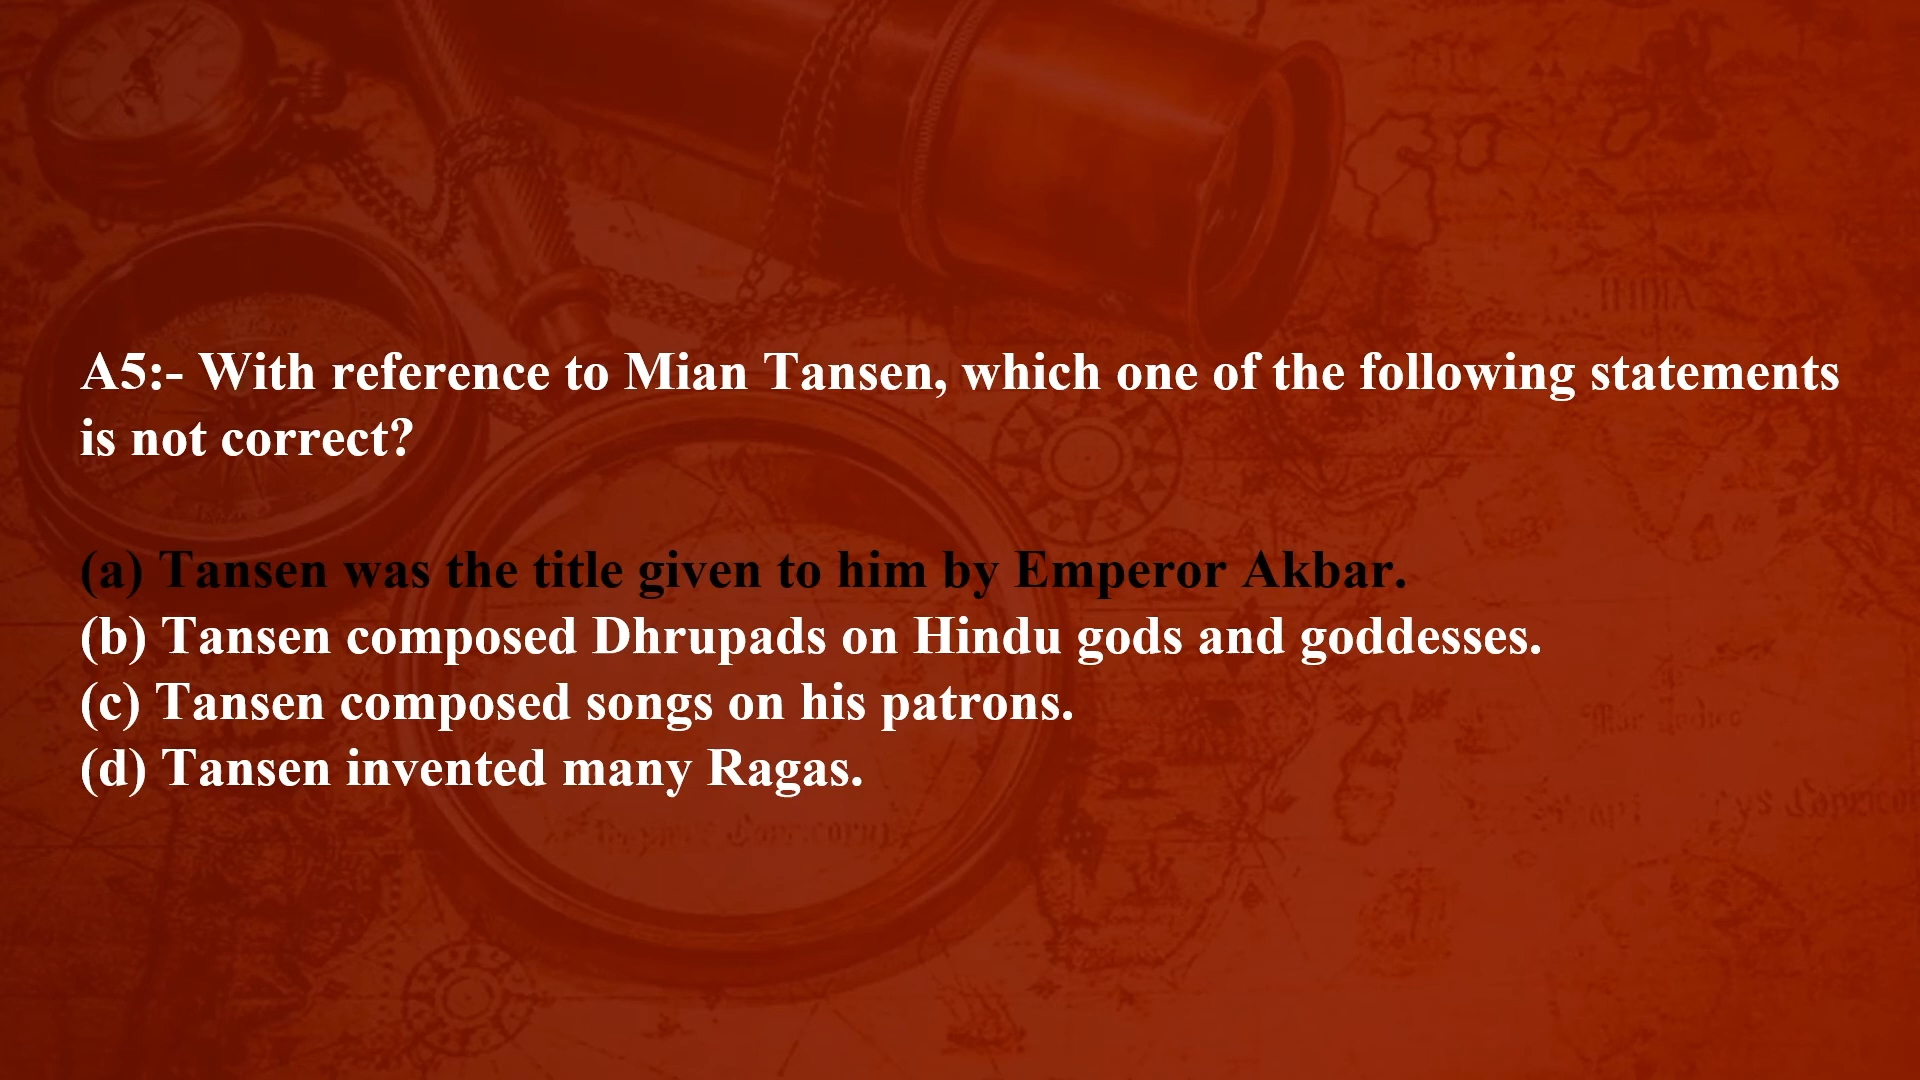 INDIA
A5:- With reference to Mian Tansen, which one of the following statements
is not correct?
(a) Tansen was the title given to him by Emperor Akbar.
(b) Tansen composed Dhrupads on Hindu gods and goddesses.
(c) Tansen composed songs on his patrons.
(d) Tansen invented many Ragas.